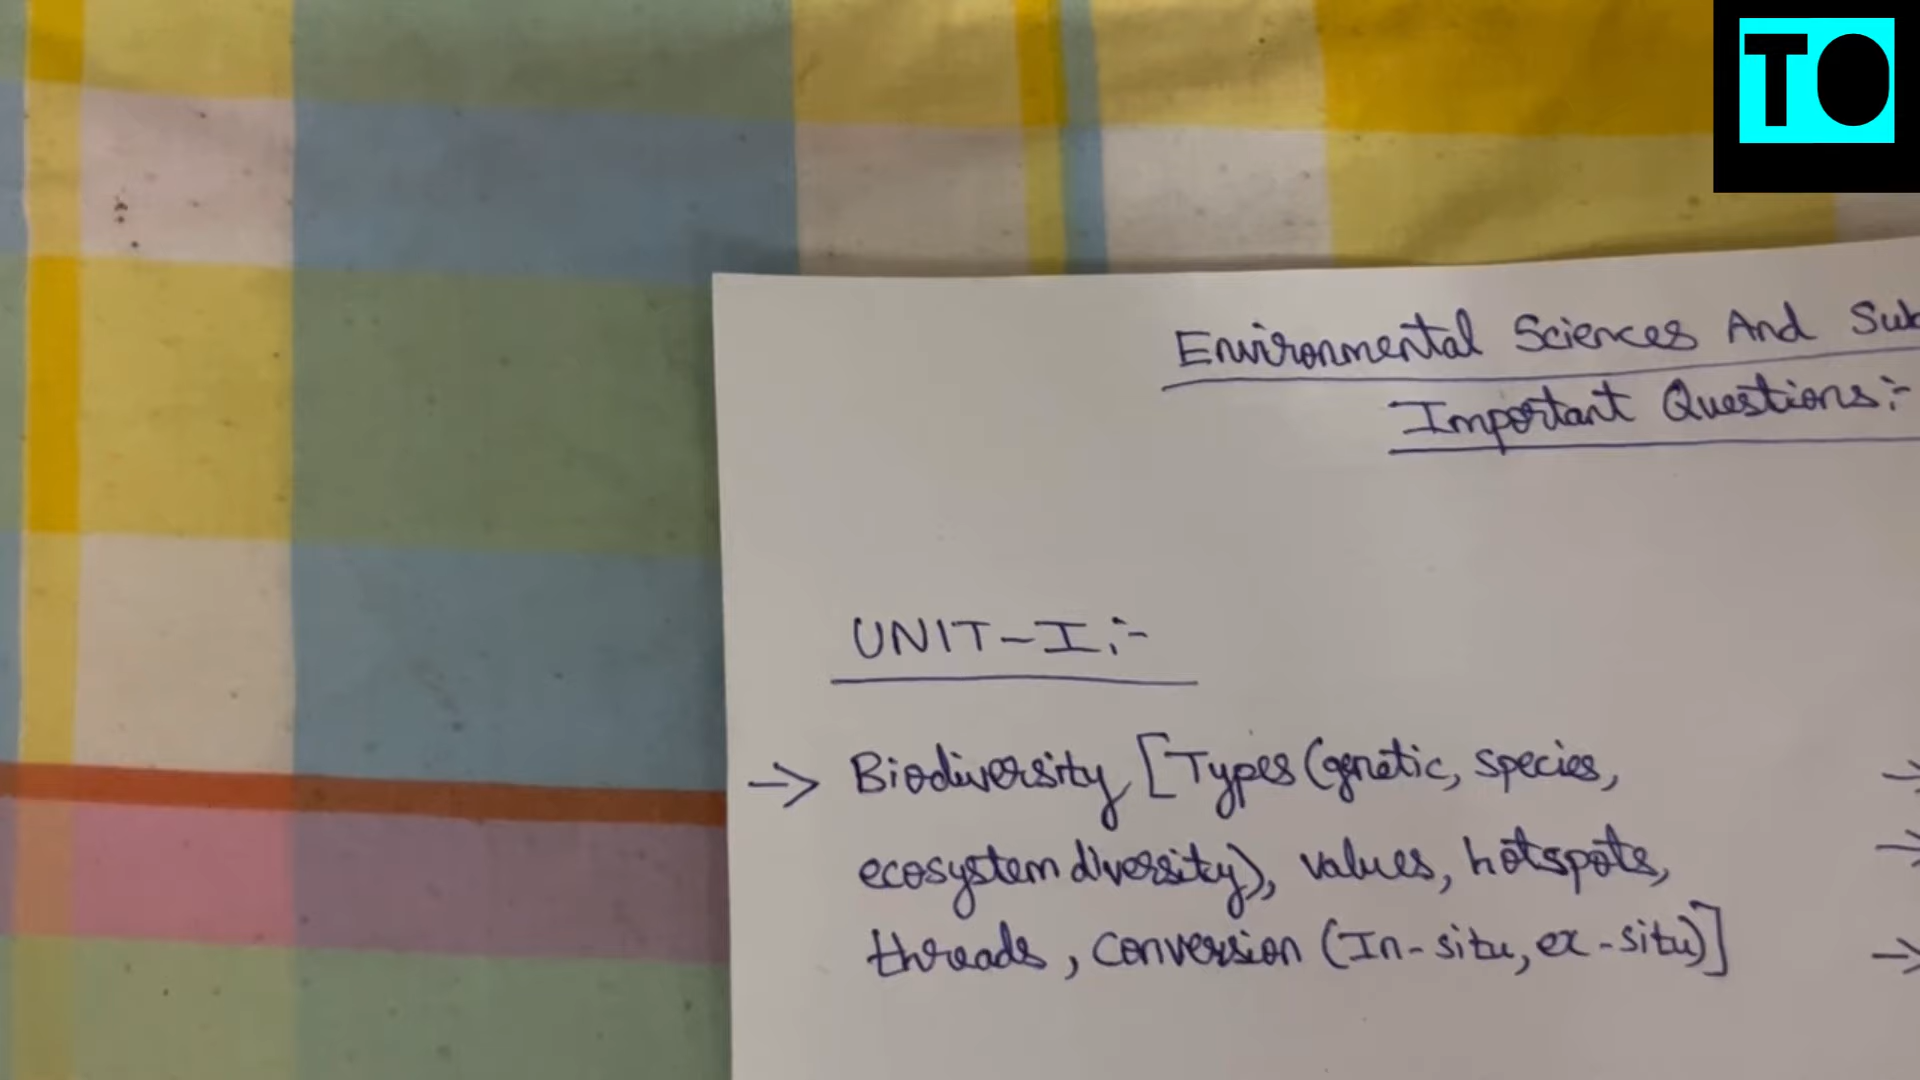 TO
Environmental Sciences And Sub
Important Questions:-
UNIT-I:-
→ Biodiversity [Types (genetic, species,
ecosystem diversity), values, hotspots,
threads, conversion (In-situ, ex-situ)]